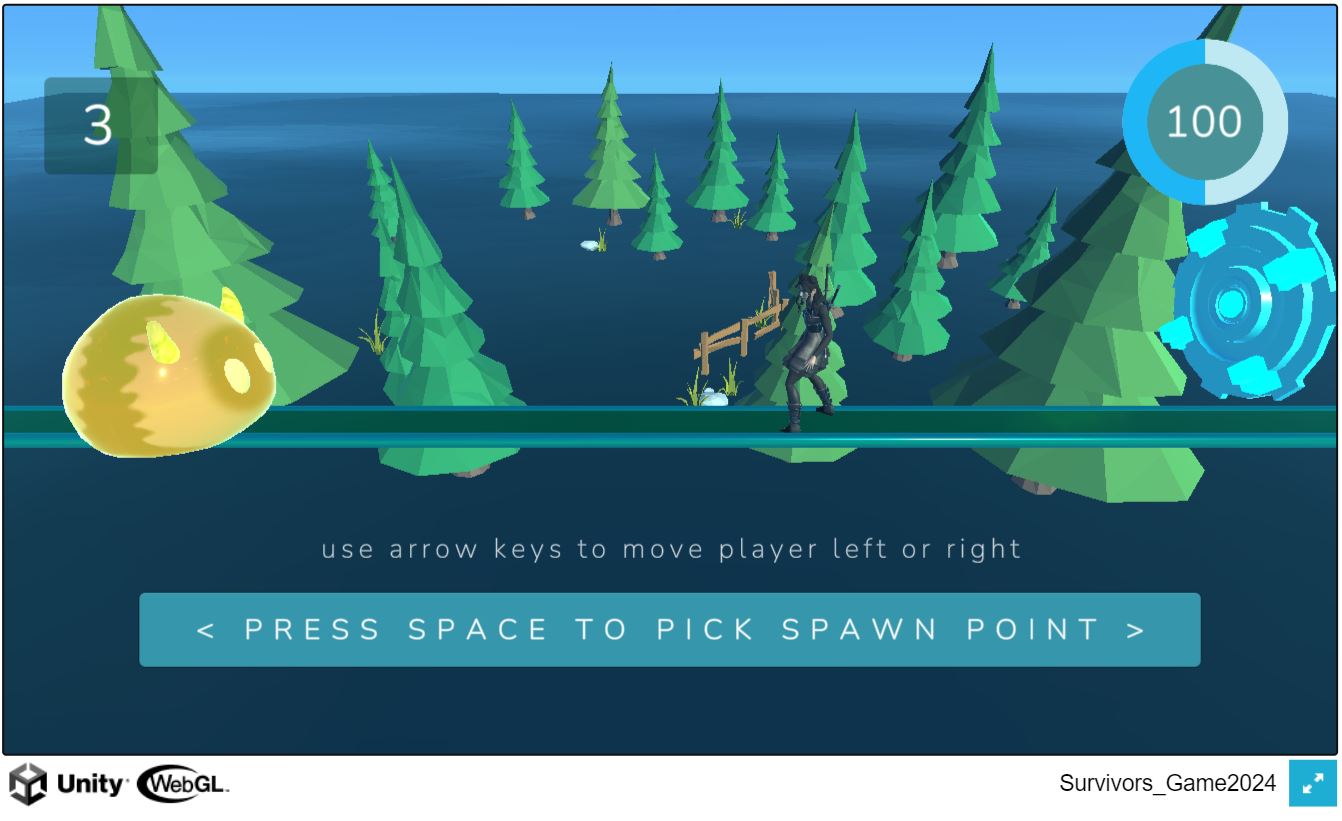 3
100
use arrow keys to move player left or right
< PRESS SPACE TO PICK SPAWN POINT >
Unity WebGL
Survivors_Game2024